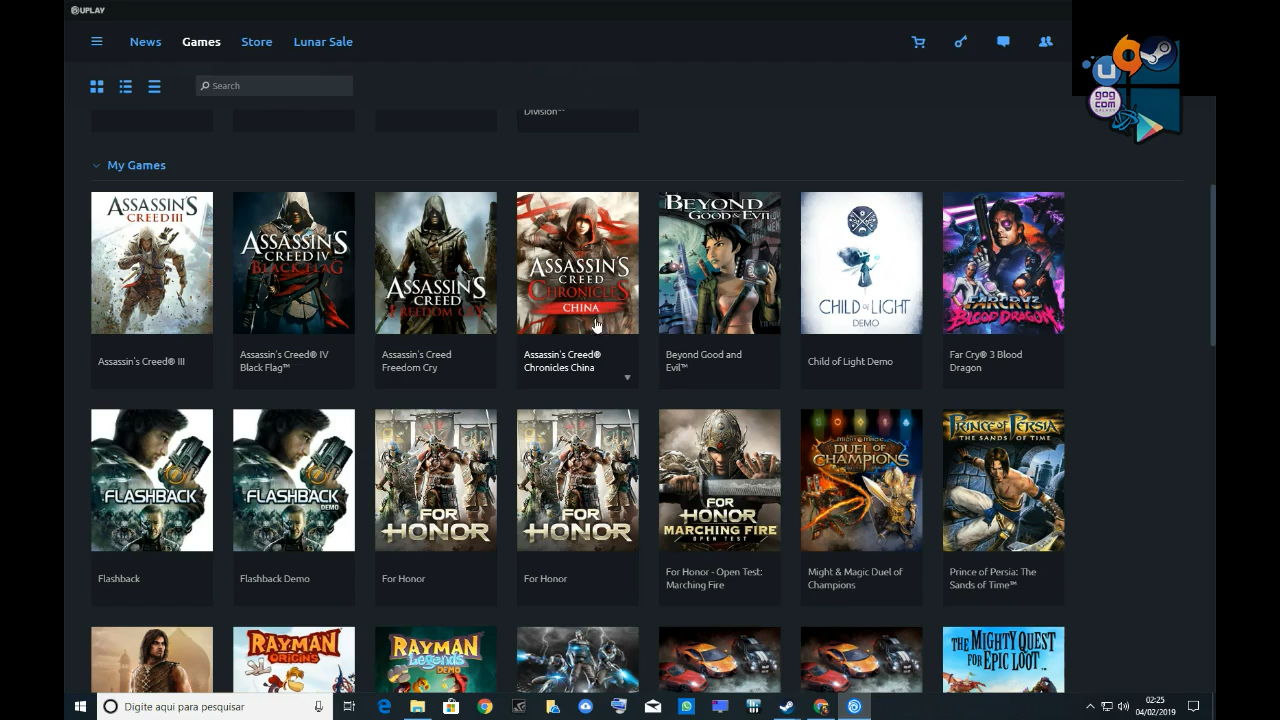 UPLAY
News Games Store Lunar Sale
Search
Division™
My Games
ASSASSIN'S
CREED III
ASSASSIN'S
CREED IV
BLACK FLAG
ASSASSIN'S
CREED
FREEDOM CRY
ASSASSIN'S
CREED
CHRONICLES
CHINA
BEYOND
GOOD & EVIL
CHILD OF LIGHT
DEMO
FARCRY3
BLOOD DRAGON
Assassin's Creed® III
Assassin's Creed® IV
Black Flag™
Assassin's Creed
Freedom Cry
Assassin's Creed®
Chronicles China
Beyond Good and
Evil™
Child of Light Demo
Far Cry® 3 Blood
Dragon
FLASHBACK
FLASHBACK
DEMO
FOR
HONOR
FOR
HONOR
FOR
HONOR
MARCHING FIRE
OPEN TEST
MIGHT & MAGIC
DUEL OF
CHAMPIONS
PRINCE OF PERSIA
THE SANDS OF TIME
Flashback
Flashback Demo
For Honor
For Honor
For Honor - Open Test:
Marching Fire
Might & Magic Duel of
Champions
Prince of Persia: The
Sands of Time™
RAYMAN
ORIGINS
RAYMAN
Legends
DEMO
THE MIGHTY QUEST
FOR EPIC LOOT
gog
com
Digite aqui para pesquisar
02:25
04/02/2019